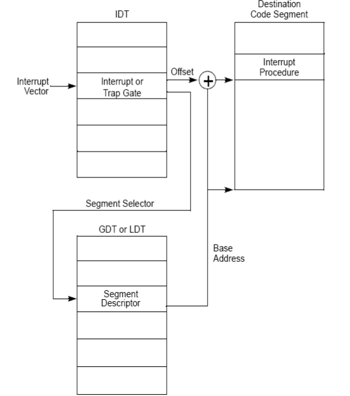 IDT
Destination
Code Segment
Interrupt
Vector
Interrupt or
Trap Gate
Offset
+
Interrupt
Procedure
Segment Selector
GDT or LDT
Base
Address
Segment
Descriptor